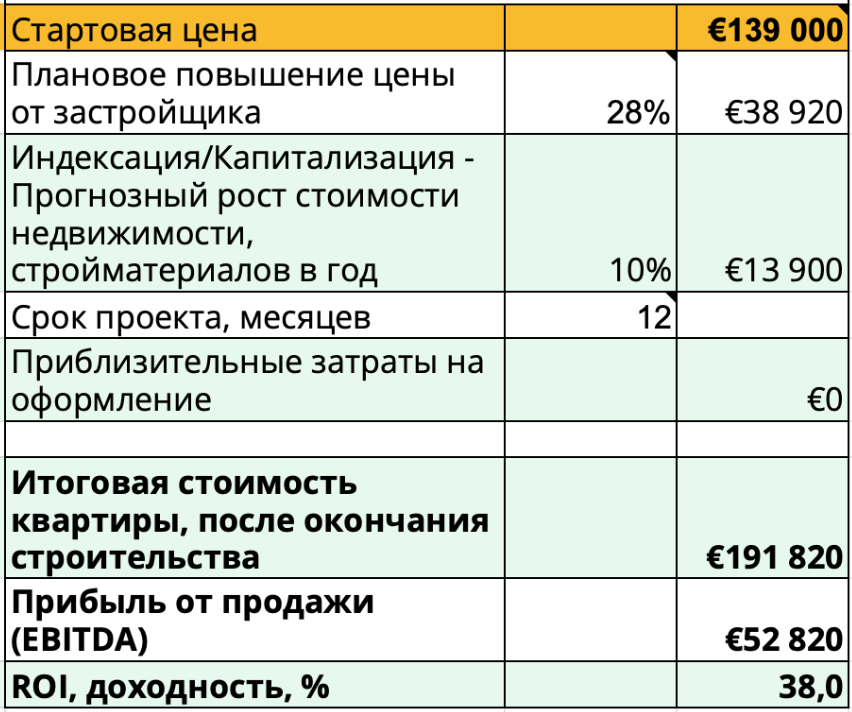 Стартовая цена €139 000
Плановое повышение цены
от застройщика 28% €38 920
Индексация/Капитализация -
Прогнозный рост стоимости
недвижимости,
стройматериалов в год 10% €13 900
Срок проекта, месяцев 12
Приблизительные затраты на
оформление €0
Итоговая стоимость
квартиры, после окончания
строительства €191 820
Прибыль от продажи
(EBITDA) €52 820
ROI, доходность, % 38,0